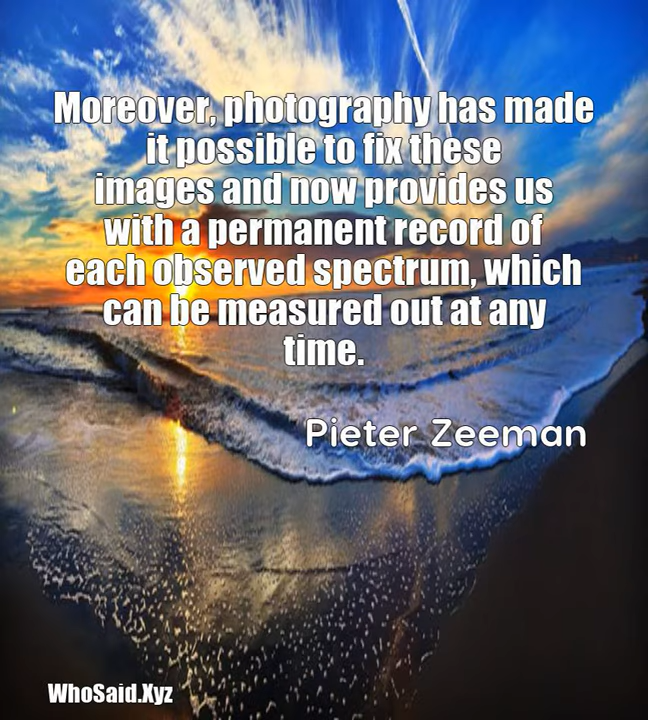 Moreover, photography has made
it possible to fix these
images and now provides us
with a permanent record of
each observed spectrum, which
can be measured out at any
time.
Pieter Zeeman
WhoSaid.Xyz